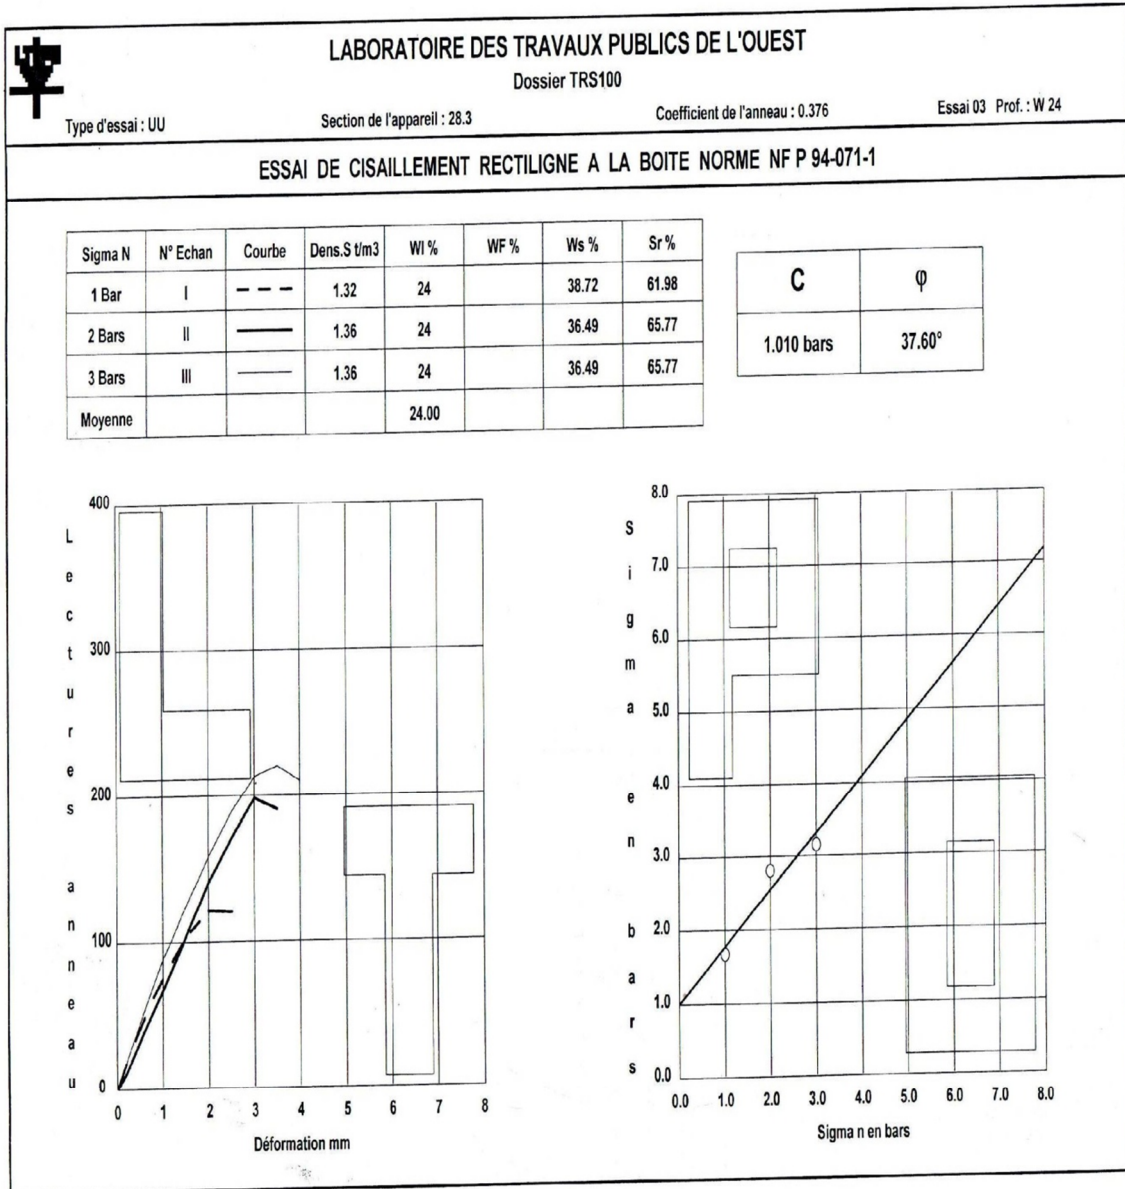 LABORATOIRE DES TRAVAUX PUBLICS DE L'OUEST
Dossier TRS100
Type d'essai : UU Section de l'appareil : 28.3 Coefficient de l'anneau : 0.376 Essai 03 Prof. : W 24
ESSAI DE CISAILLEMENT RECTILIGNE A LA BOITE NORME NF P 94-071-1
Sigma N N° Echan Courbe Dens.S t/m3 WI % WF % Ws % Sr %
1 Bar I 1.32 24 38.72 61.98
2 Bars II 1.36 24 36.49 65.77
3 Bars III 1.36 24 36.49 65.77
Moyenne 24.00
C φ
1.010 bars 37.60°
Lectures anneau
400
300
200
100
0
0 1 2 3 4 5 6 7 8
Déformation mm
Sigma en bars
8.0
7.0
6.0
5.0
4.0
3.0
2.0
1.0
0.0
0.0 1.0 2.0 3.0 4.0 5.0 6.0 7.0 8.0
Sigma n en bars
L T P O